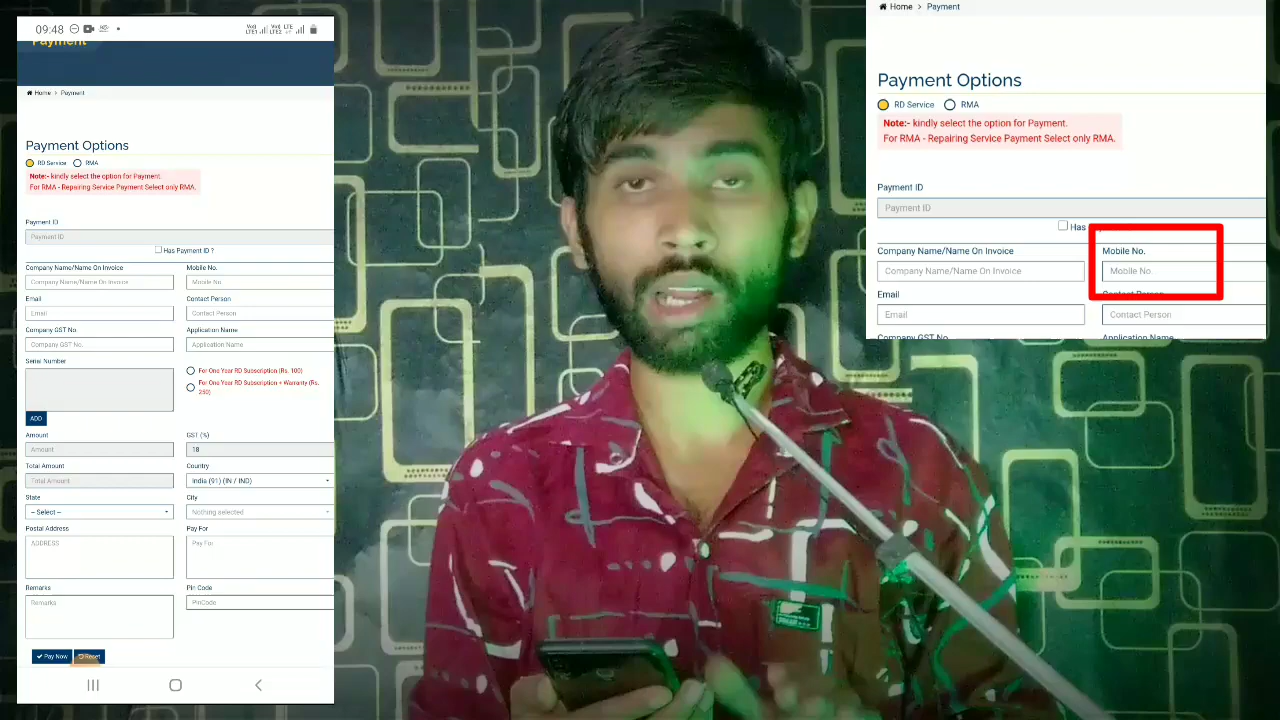 09:48
Payment
Home > Payment
Payment Options
RD Service RMA
Note:- kindly select the option for Payment.
For RMA - Repairing Service Payment Select only RMA.
Payment ID
Payment ID
Has Payment ID ?
Company Name/Name On Invoice Mobile No.
Company Name/Name On Invoice Mobile No.
Email Contact Person
Email Contact Person
Company GST No Application Name
Company GST No. Application Name
Serial Number
For One Year RD Subscription (Rs. 100)
For One Year RD Subscription + Warranty (Rs.
250)
ADD
Amount GST (%)
Amount 18
Total Amount Country
Total Amount India (91) (IN / IND)
State City
-- Select -- Nothing selected
Postal Address Pay For
ADDRESS Pay For
Remarks Pin Code
Remarks PinCode
Pay Now Reset
Home > Payment
Payment Options
RD Service RMA
Note:- kindly select the option for Payment.
For RMA - Repairing Service Payment Select only RMA.
Payment ID
Payment ID
Has
Company Name/Name On Invoice Mobile No.
Company Name/Name On Invoice Mobile No.
Email Contact Person
Email Contact Person
Company GST No Application Name